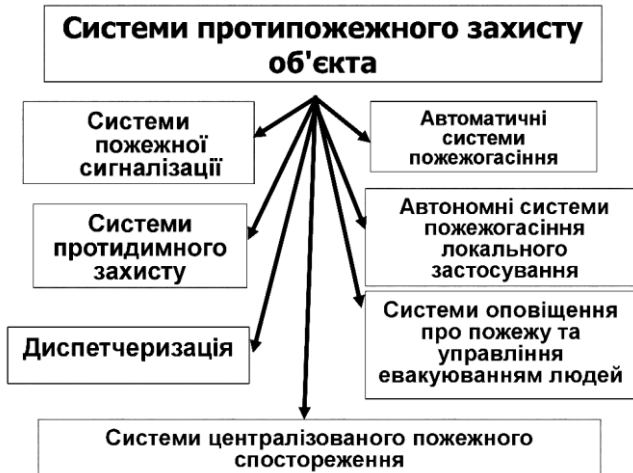 Системи протипожежного захисту
об'єкта
Системи
пожежної
сигналізації
Автоматичні
системи
пожежогасіння
Системи
протидимного
захисту
Автономні системи
пожежогасіння
локального
застосування
Диспетчеризація
Системи оповіщення
про пожежу та
управління
евакуюванням людей
Системи централізованого пожежного
спостореження